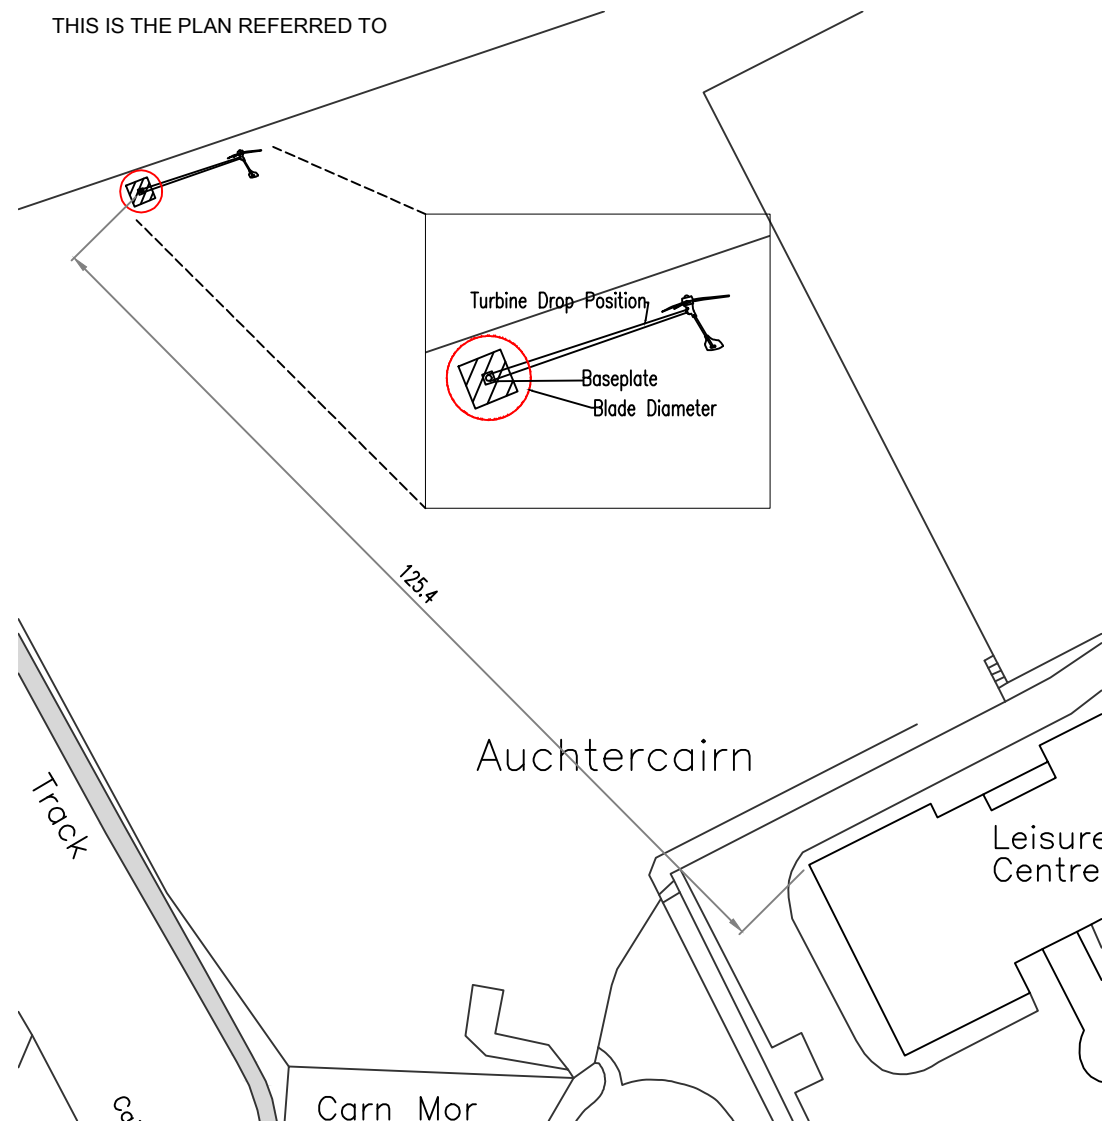 THIS IS THE PLAN REFERRED TO
Turbine Drop Position
Baseplate
Blade Diameter
125.4
Auchtercairn
Track
Leisure
Centre
Carn Mor